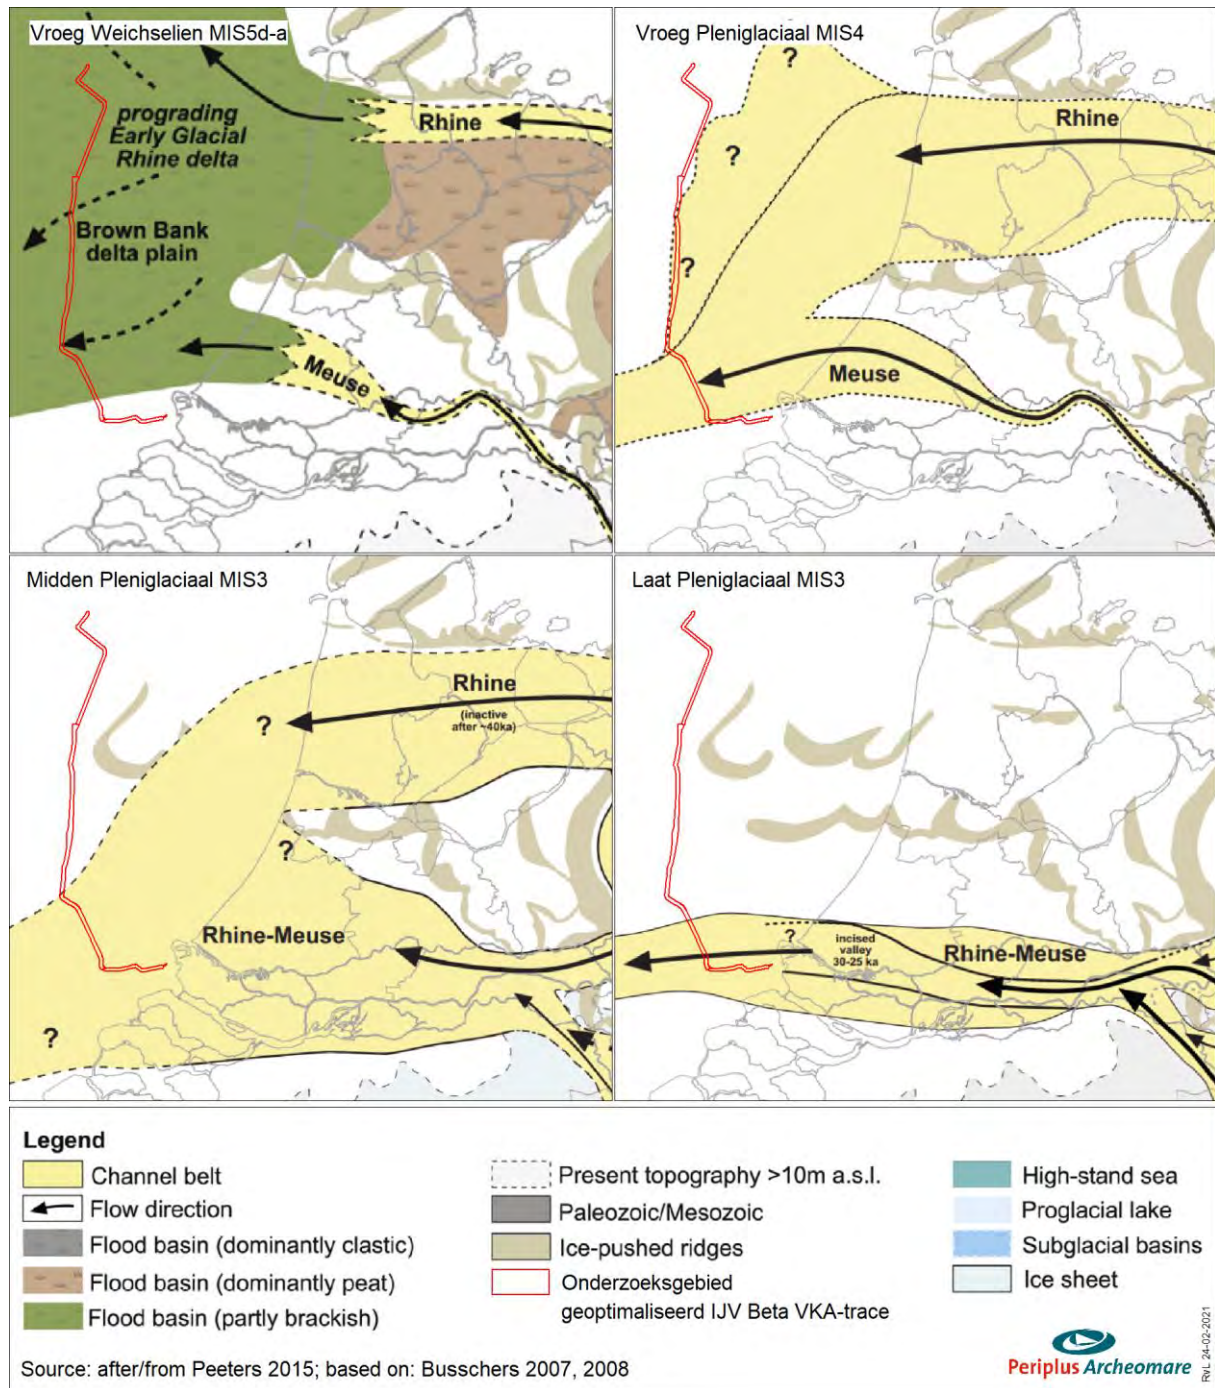 Vroeg Weichselien MIS5d-a
prograding
Early Glacial
Rhine delta
Rhine
Brown Bank
delta plain
Meuse
Vroeg Pleniglaciaal MIS4
?
Rhine
?
?
Meuse
Midden Pleniglaciaal MIS3
Rhine
(inactive
after ~40ka)
?
?
Rhine-Meuse
?
Laat Pleniglaciaal MIS3
?
incised
valley
30-25 ka
Rhine-Meuse
Legend
Channel belt
Flow direction
Flood basin (dominantly clastic)
Flood basin (dominantly peat)
Flood basin (partly brackish)
Present topography >10m a.s.l.
Paleozoic/Mesozoic
Ice-pushed ridges
Onderzoeksgebied
geoptimaliseerd IJV Beta VKA-trace
High-stand sea
Proglacial lake
Subglacial basins
Ice sheet
Source: after/from Peeters 2015; based on: Busschers 2007, 2008
Periplus Archeomare
RvL 24-02-2021